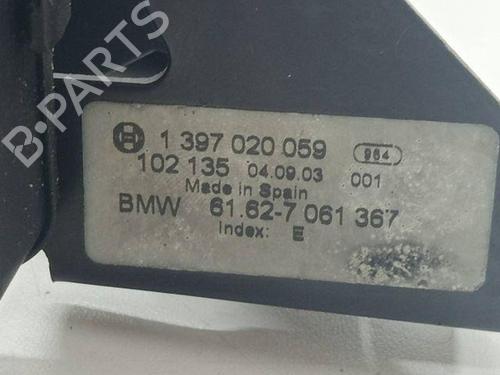 B-PARTS
1 397 020 059 984
102 135 04.09.03 001
Made in Spain
BMW 61.62-7 061 367
Index: E